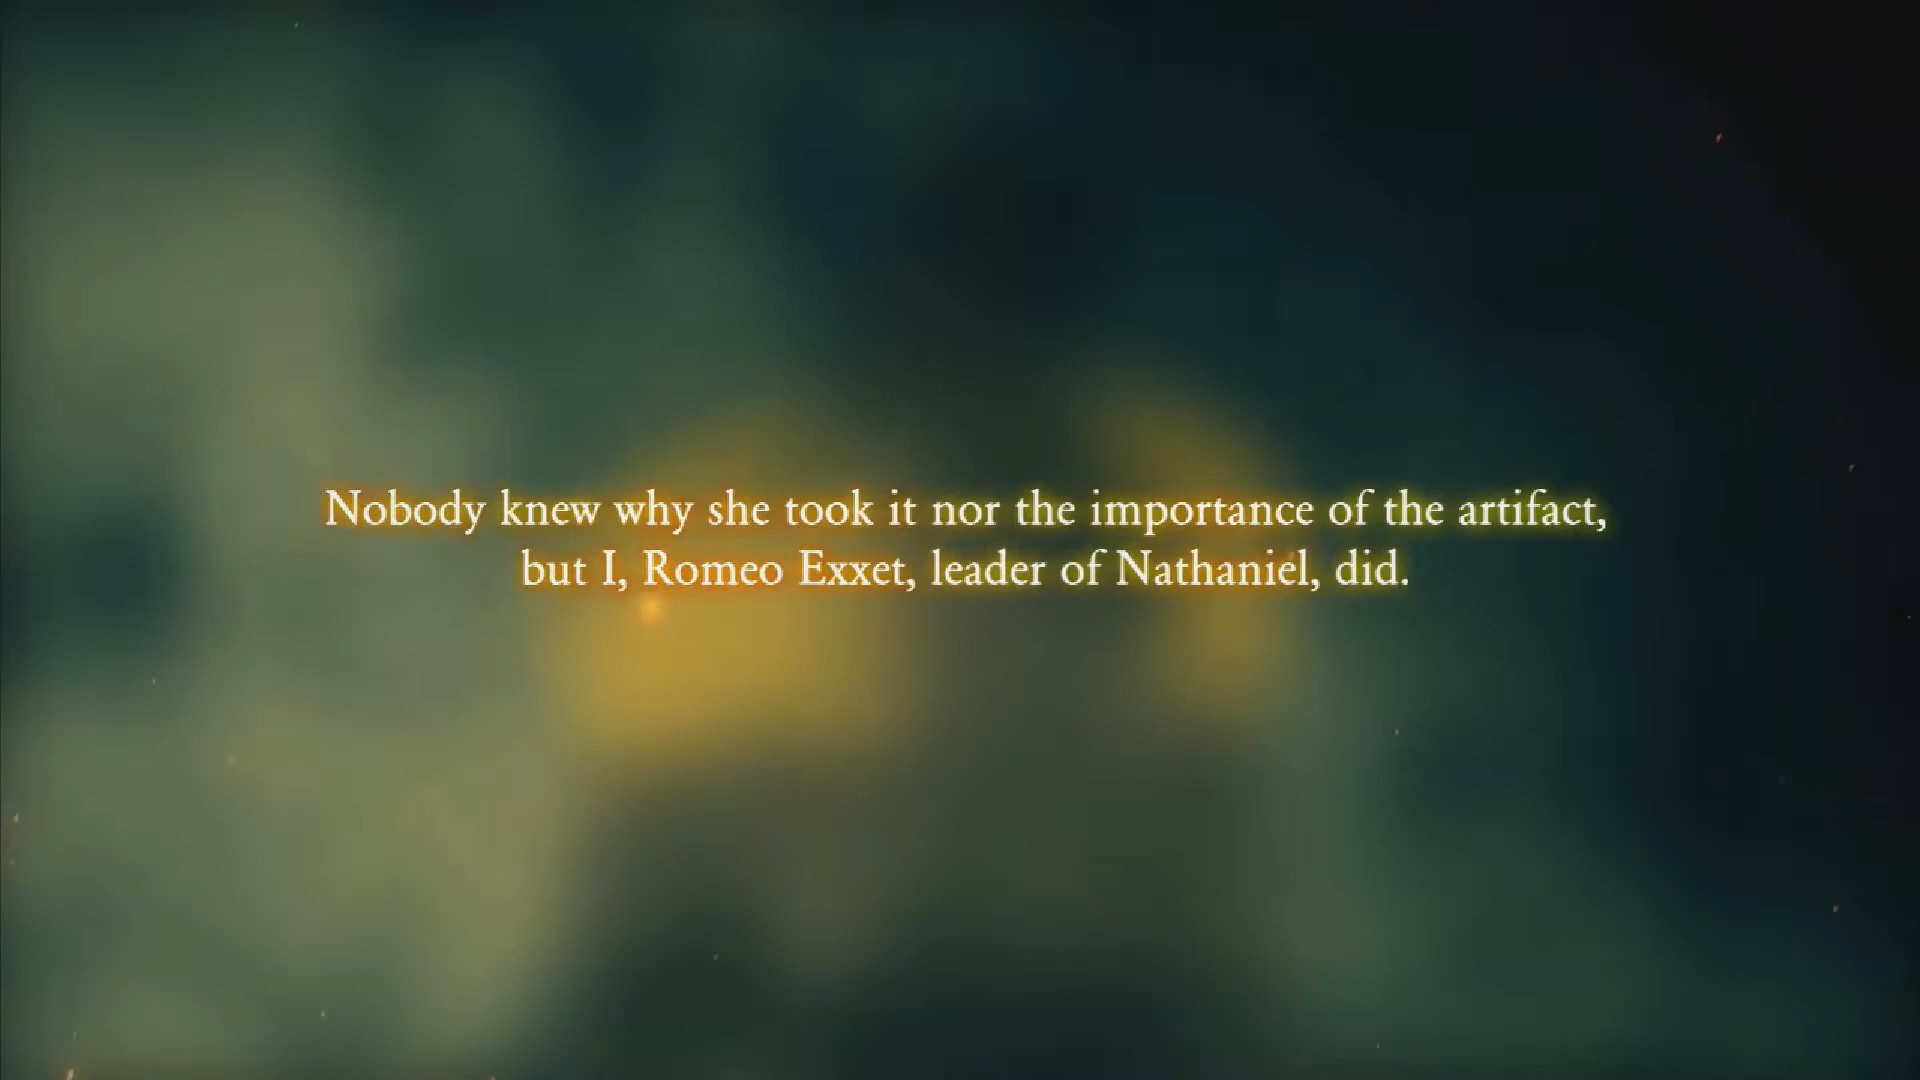 Nobody knew why she took it nor the importance of the artifact,
but I, Romeo Exxet, leader of Nathaniel, did.